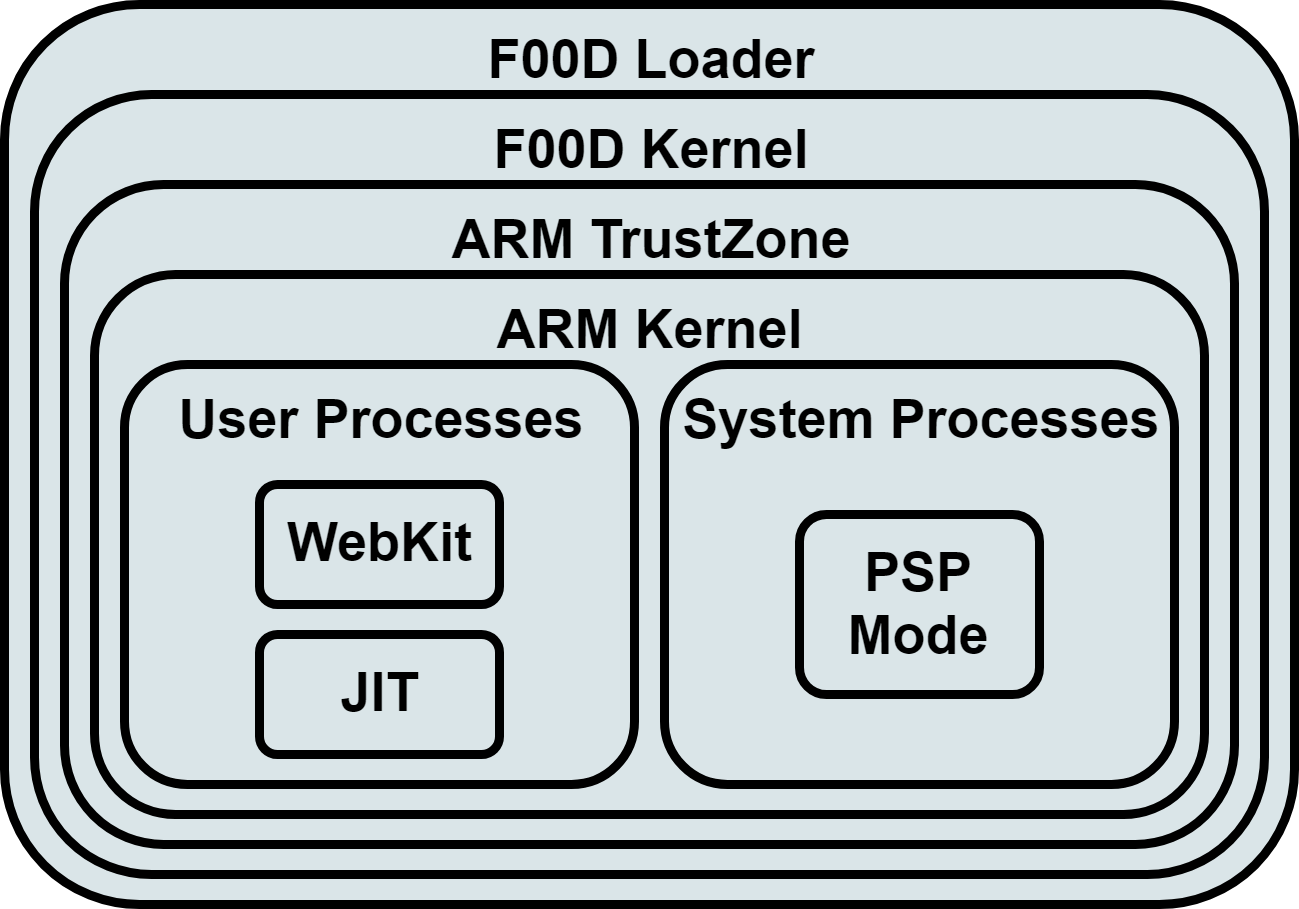 F00D Loader
F00D Kernel
ARM TrustZone
ARM Kernel
User Processes
WebKit
JIT
System Processes
PSP
Mode